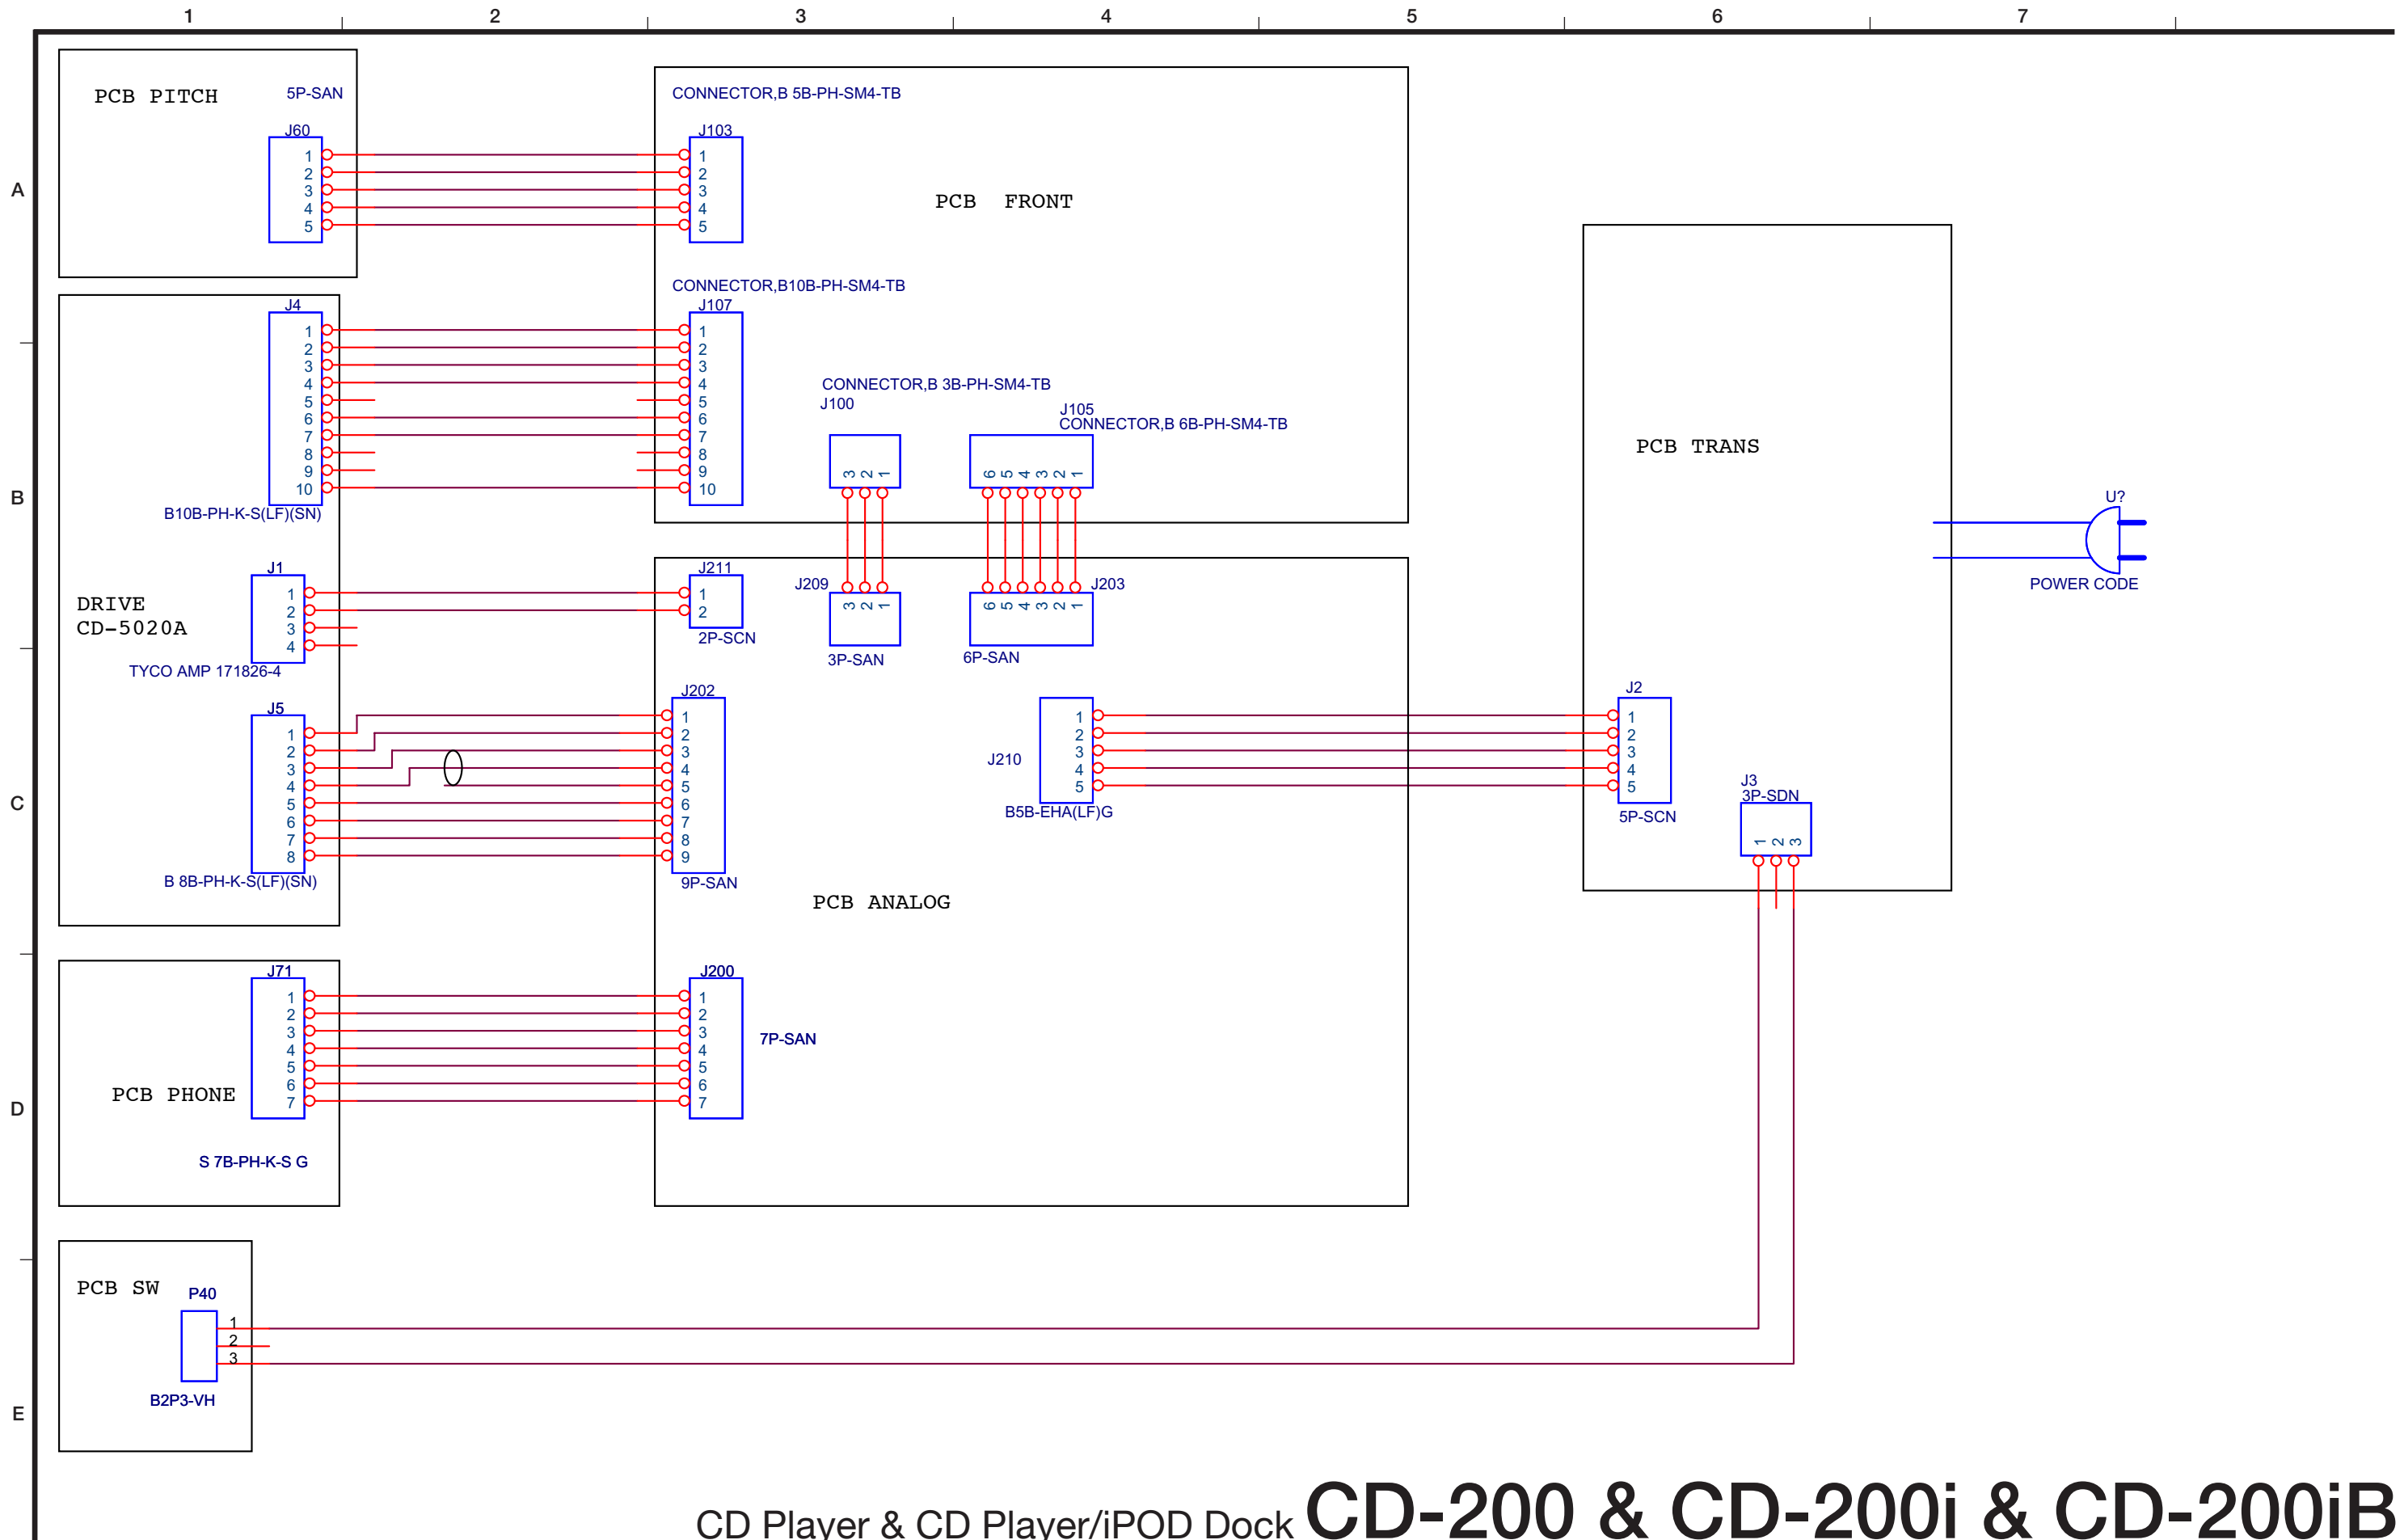 1 2 3 4 5 6 7
A
B
C
D
E
PCB PITCH
5P-SAN
J60
1
2
3
4
5
CONNECTOR,B 5B-PH-SM4-TB
J103
1
2
3
4
5
PCB FRONT
CONNECTOR,B10B-PH-SM4-TB
J107
1
2
3
4
5
6
7
8
9
10
J4
1
2
3
4
5
6
7
8
9
10
B10B-PH-K-S(LF)(SN)
CONNECTOR,B 3B-PH-SM4-TB
J100
3 2 1
J105
CONNECTOR,B 6B-PH-SM4-TB
6 5 4 3 2 1
PCB TRANS
U?
POWER CODE
J1
1
2
3
4
DRIVE
CD-5020A
TYCO AMP 171826-4
J211
1
2
2P-SCN
J209
3 2 1
3P-SAN
J203
6 5 4 3 2 1
6P-SAN
J5
1
2
3
4
5
6
7
8
B 8B-PH-K-S(LF)(SN)
J202
1
2
3
4
5
6
7
8
9
9P-SAN
J210
1
2
3
4
5
B5B-EHA(LF)G
J2
1
2
3
4
5
5P-SCN
J3
3P-SDN
1 2 3
PCB ANALOG
J71
1
2
3
4
5
6
7
PCB PHONE
S 7B-PH-K-S G
J200
1
2
3
4
5
6
7
7P-SAN
PCB SW
P40
1
2
3
B2P3-VH
CD Player & CD Player/iPOD Dock CD-200 & CD-200i & CD-200iB